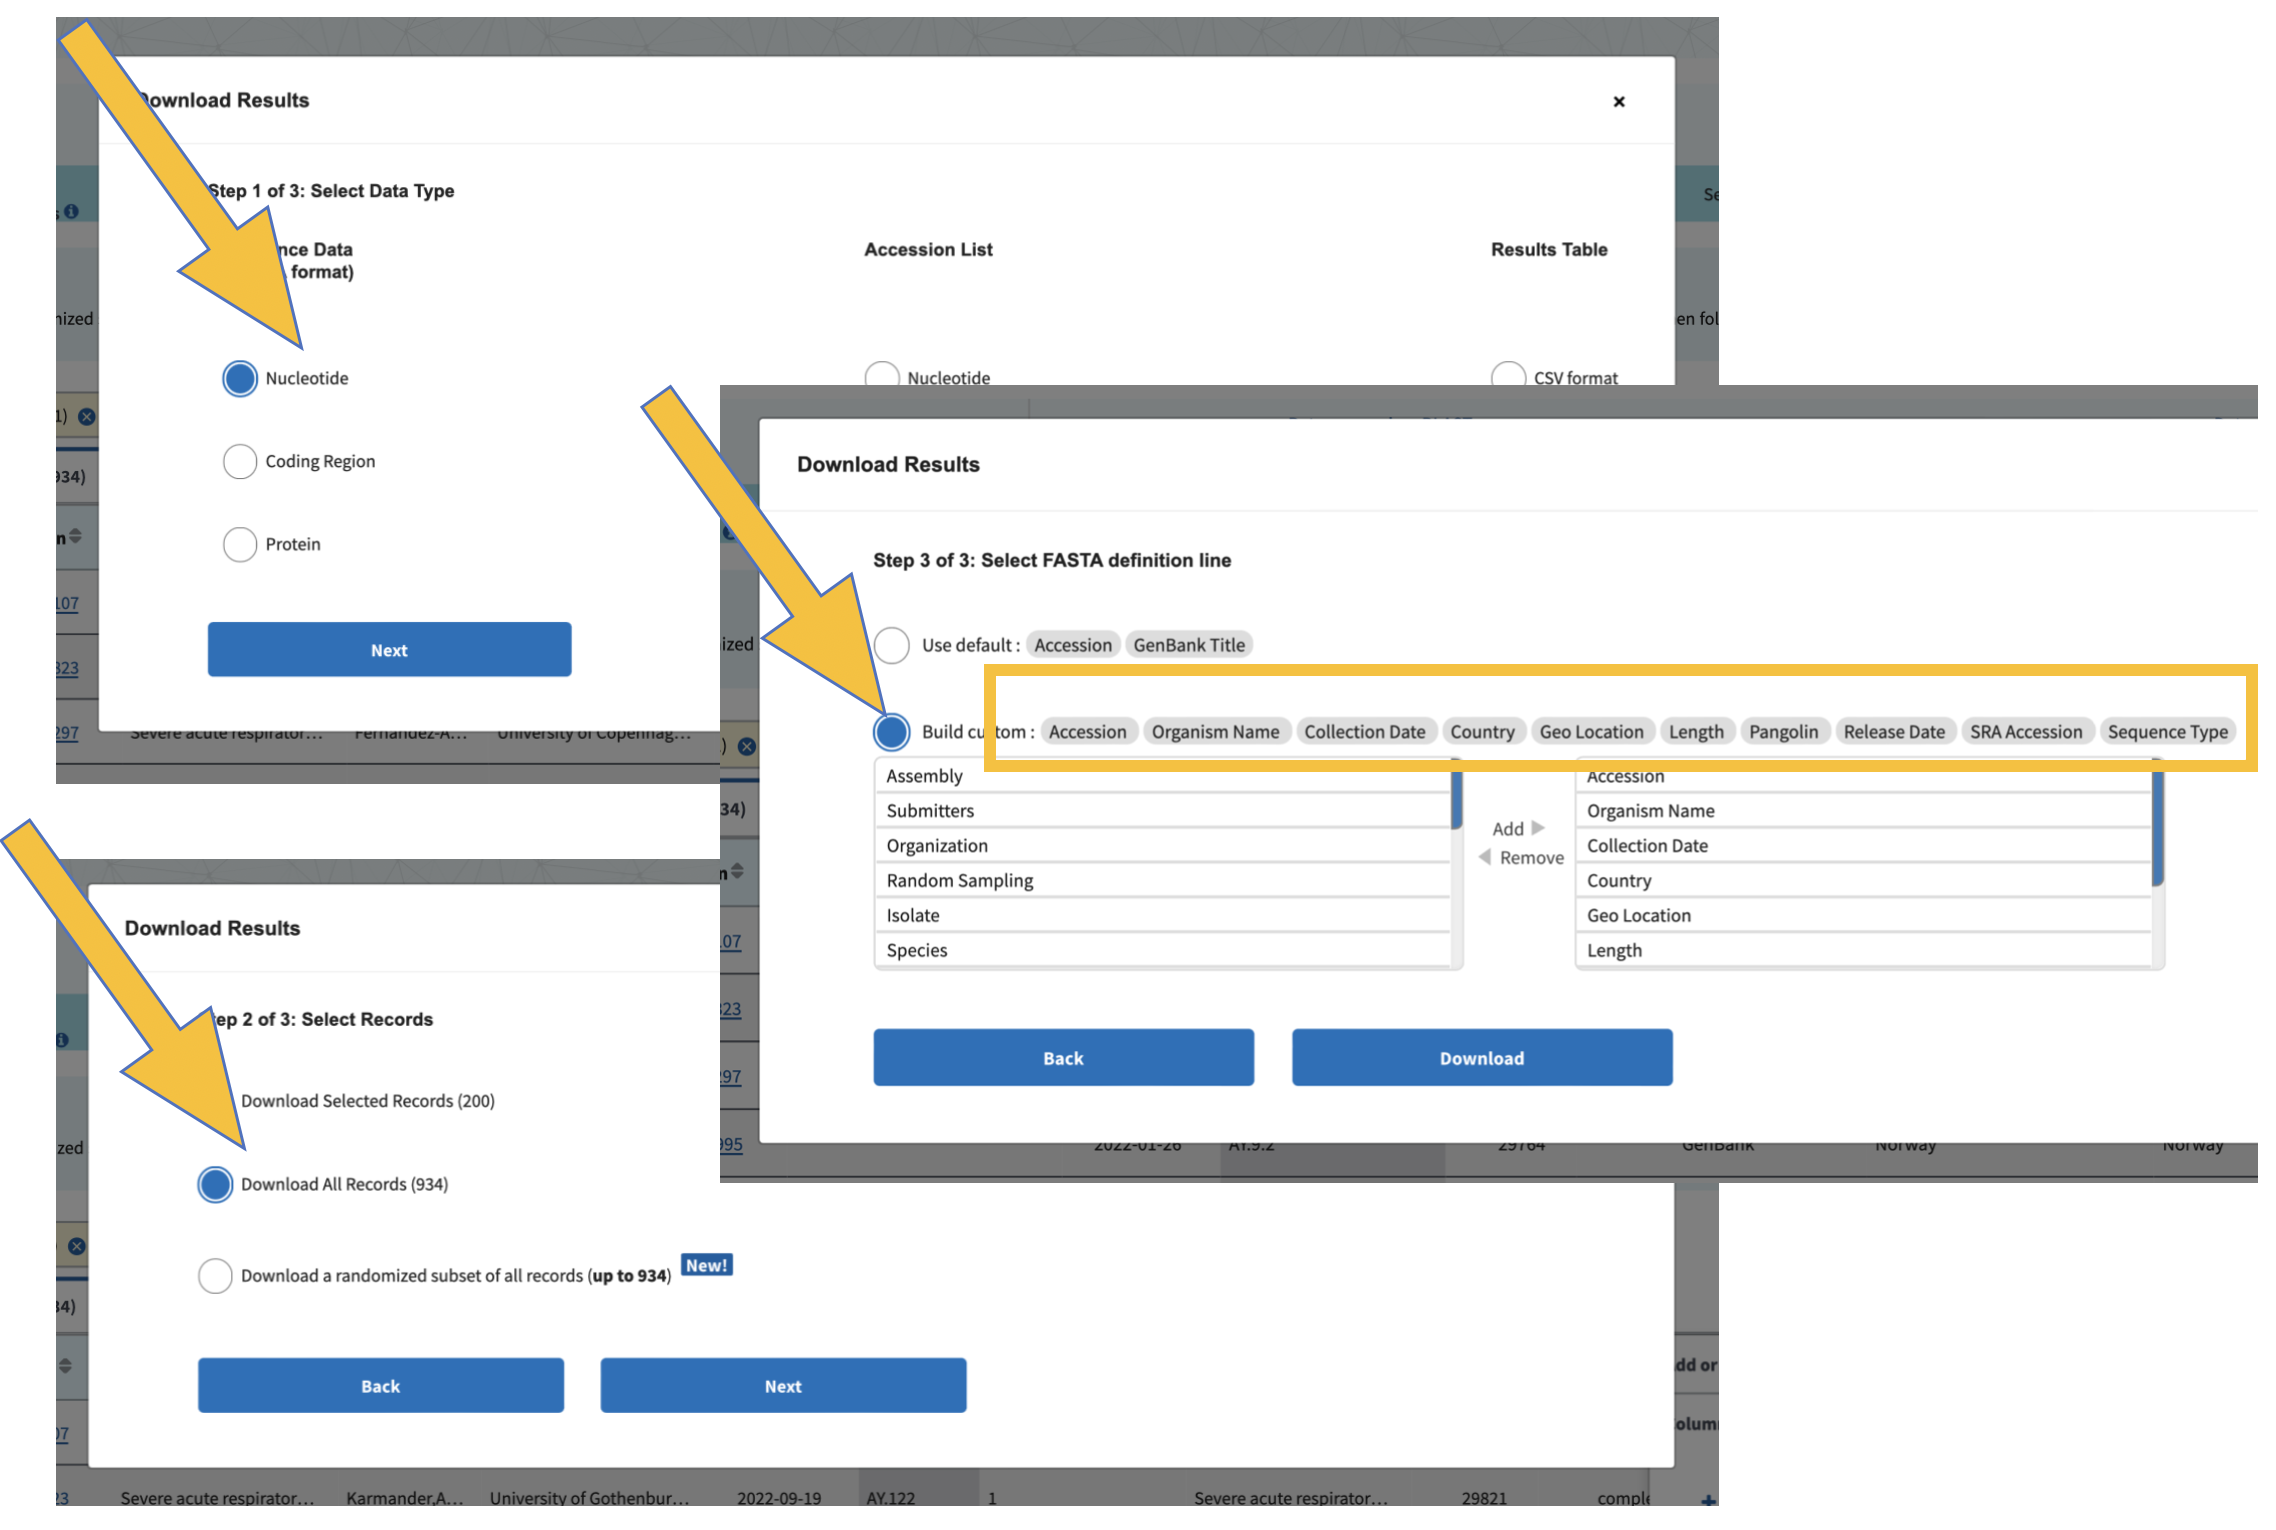 Download Results
Step 1 of 3: Select Data Type
Data
format)
Accession List
Results Table
Nucleotide
Nucleotide
CSV format
Coding Region
Protein
Next
107
323
297
Severe acute respirator... Fernandez-A... University of Copenhag...
Download Results
Step 3 of 3: Select FASTA definition line
Use default : Accession GenBank Title
Build custom : Accession Organism Name Collection Date Country Geo Location Length Pangolin Release Date SRA Accession Sequence Type
Assembly
Submitters
Organization
Random Sampling
Isolate
Species
Add
Remove
Accession
Organism Name
Collection Date
Country
Geo Location
Length
Back
Download
2022-01-26 AY.9.2 29764 GenBank Norway Norway
Download Results
Step 2 of 3: Select Records
Download Selected Records (200)
Download All Records (934)
Download a randomized subset of all records (up to 934) New!
Back
Next
Severe acute respirator... Karmander,A... University of Gothenbur... 2022-09-19 AY.122 1 Severe acute respirator... 29821